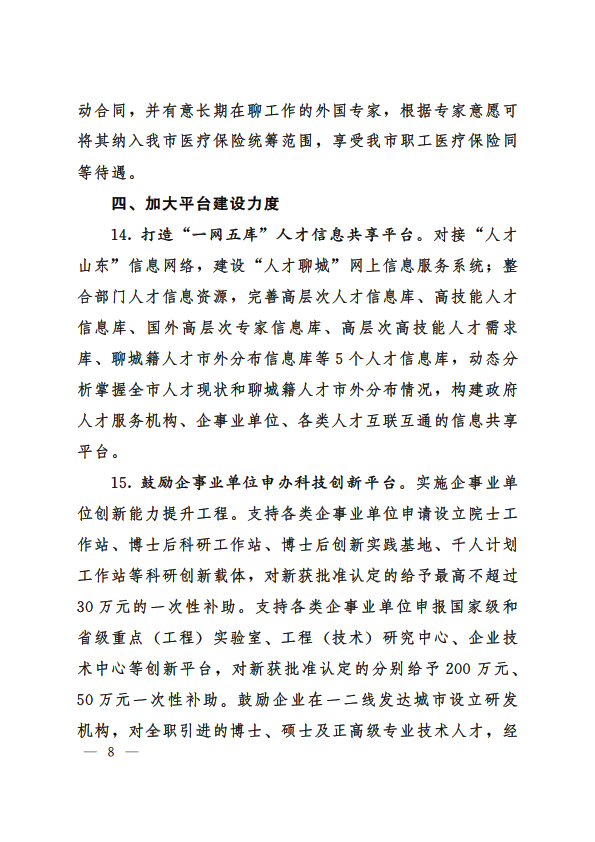 动合同，并有意长期在聊工作的外国专家，根据专家意愿可
将其纳入我市医疗保险统筹范围，享受我市职工医疗保险同
等待遇。
四、加大平台建设力度
14. 打造“一网五库”人才信息共享平台。对接“人才
山东”信息网络，建设“人才聊城”网上信息服务系统；整
合部门人才信息资源，完善高层次人才信息库、高技能人才
信息库、国外高层次专家信息库、高层次高技能人才需求
库、聊城籍人才市外分布信息库等 5 个人才信息库，动态分
析掌握全市人才现状和聊城籍人才市外分布情况，构建政府
人才服务机构、企事业单位、各类人才互联互通的信息共享
平台。
15. 鼓励企事业单位申办科技创新平台。实施企事业单
位创新能力提升工程。支持各类企事业单位申请设立院士工
作站、博士后科研工作站、博士后创新实践基地、千人计划
工作站等科研创新载体，对新获批准认定的给予最高不超过
30 万元的一次性补助。支持各类企事业单位申报国家级和
省级重点（工程）实验室、工程（技术）研究中心、企业技
术中心等创新平台，对新获批准认定的分别给予 200 万元、
50 万元一次性补助。鼓励企业在一二线发达城市设立研发
机构，对全职引进的博士、硕士及正高级专业技术人才，经
— 8 —